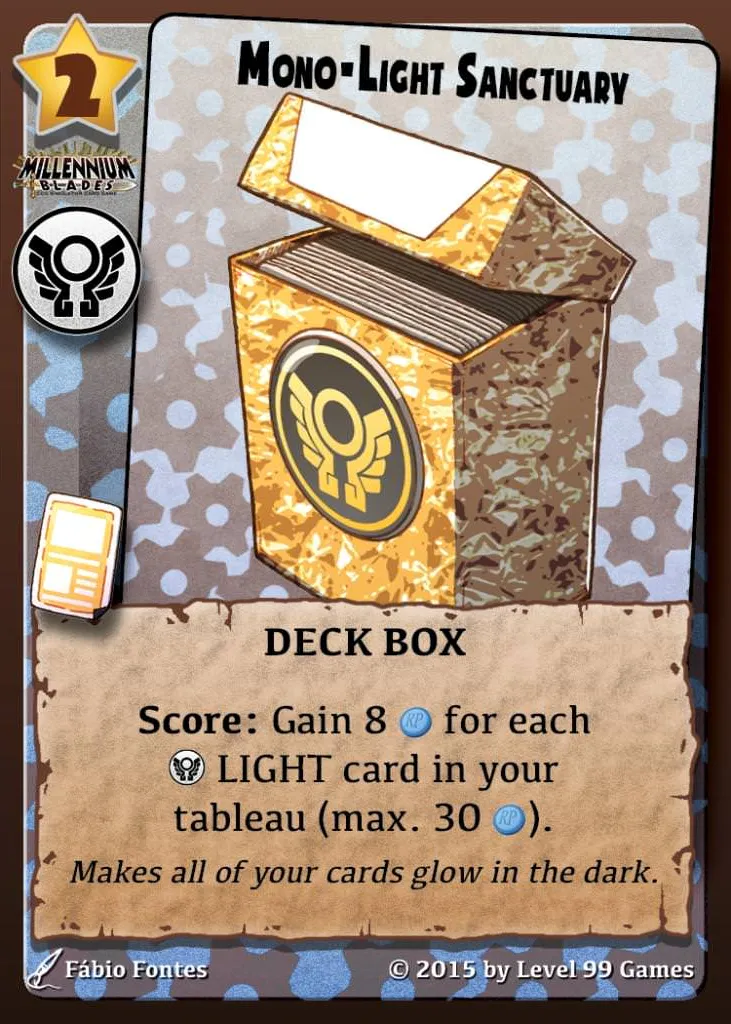 2
MONO-LIGHT SANCTUARY
MILLENNIUM
BLADES
DECK BOX
Score: Gain 8 RP for each
LIGHT card in your
tableau (max. 30 RP).
Makes all of your cards glow in the dark.
Fábio Fontes
© 2015 by Level 99 Games